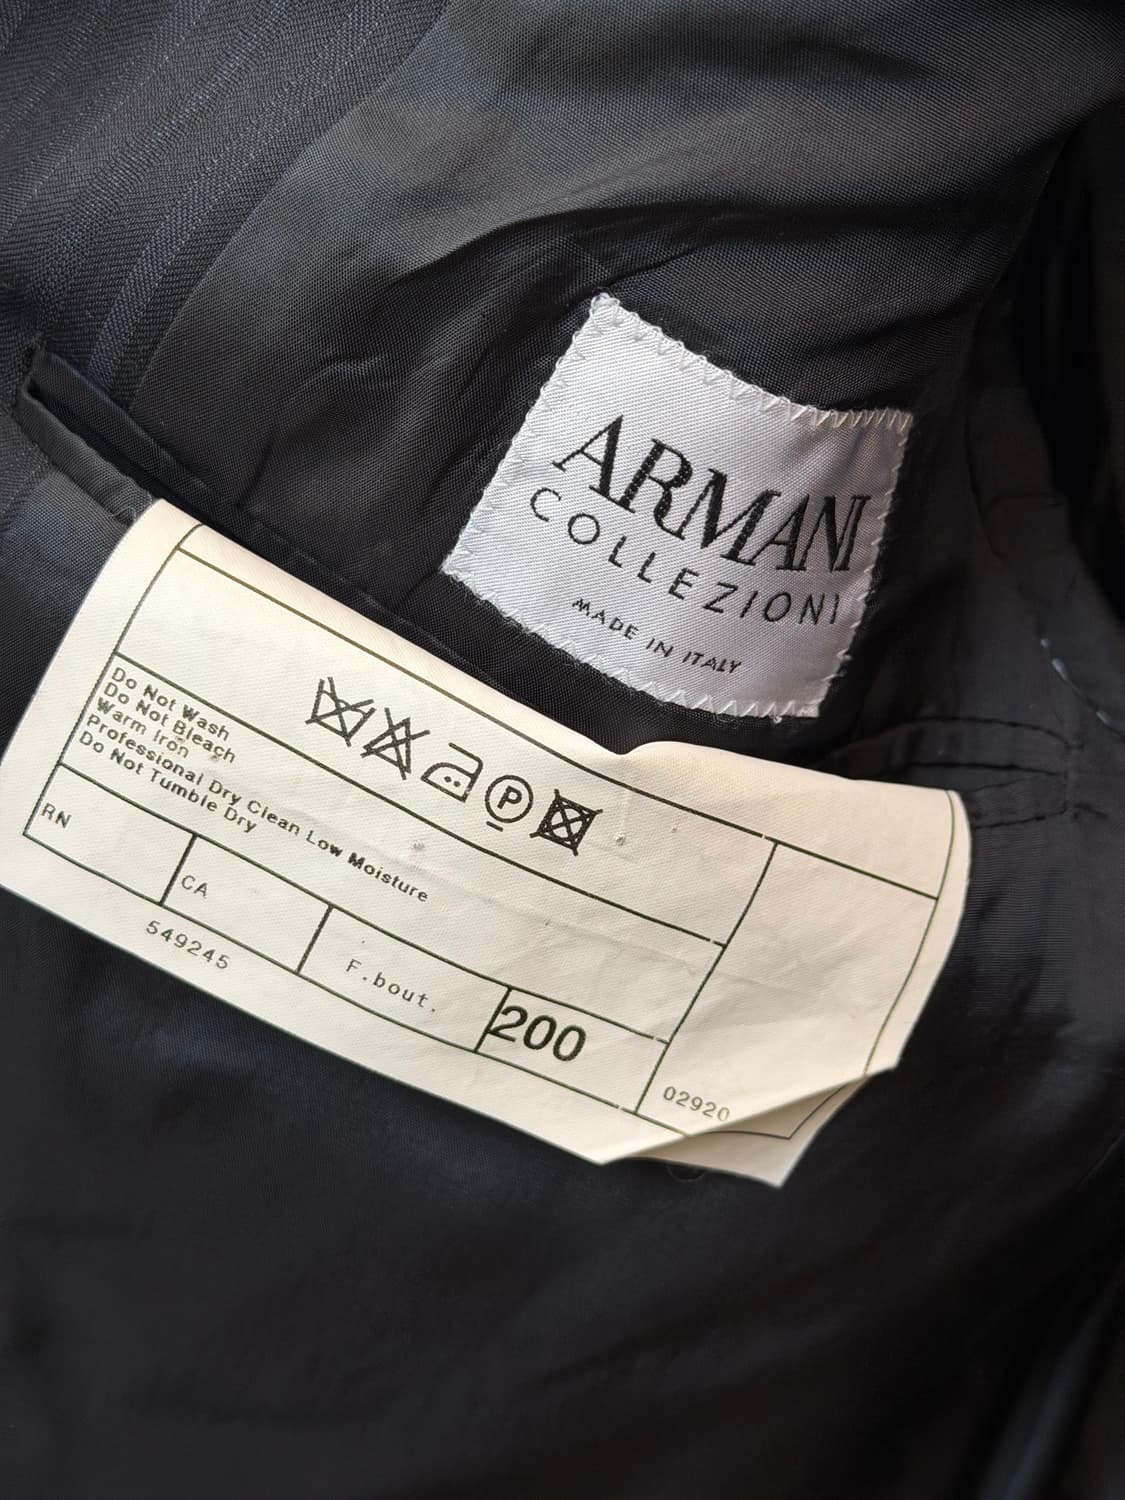 ARMANI
COLLEZIONI
MADE IN ITALY
P
Do Not Wash
Do Not Bleach
Warm Iron
Professional Dry Clean Low Moisture
Do Not Tumble Dry
RN
CA
F.bout.
200
549245
02920